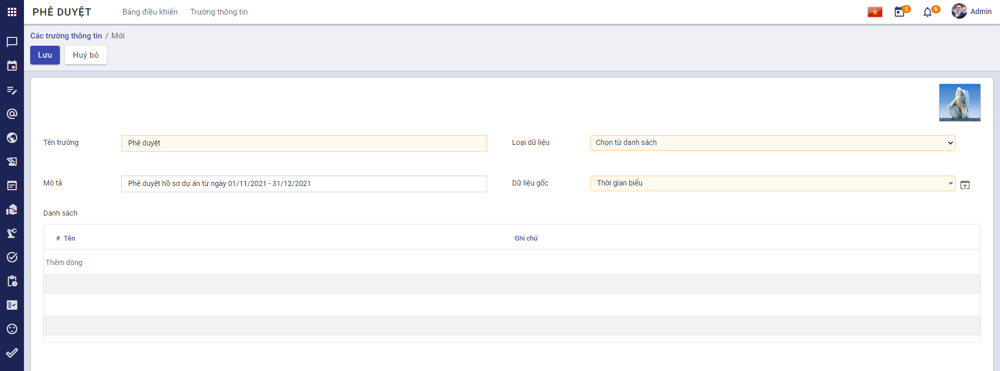 PHÊ DUYỆT
Bảng điều khiển
Trường thông tin
5
6
Admin
Các trường thông tin / Mới
Lưu
Huỷ bỏ
Tên trường
Phê duyệt
Loại dữ liệu
Chọn từ danh sách
Mô tả
Phê duyệt hồ sơ dự án từ ngày 01/11/2021 - 31/12/2021
Dữ liệu gốc
Thời gian biểu
Danh sách
# Tên
Ghi chú
Thêm dòng